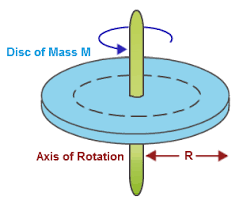 Disc of Mass M
Axis of Rotation
R